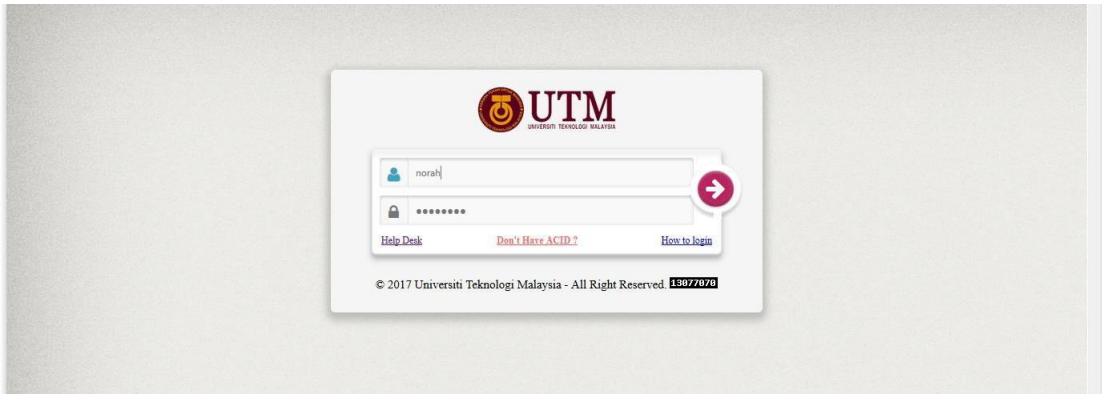 UTM
UNIVERSITI TEKNOLOGI MALAYSIA
norah
••••••••
Help Desk Don't Have ACID ? How to login
© 2017 Universiti Teknologi Malaysia - All Right Reserved. 13077070